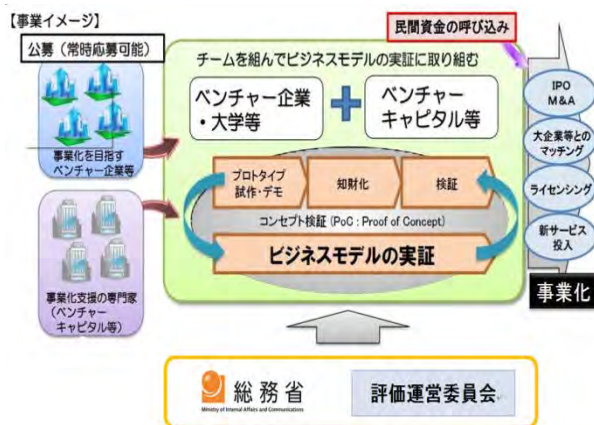 【事業イメージ】
公募（常時応募可能）
民間資金の呼び込み
チームを組んでビジネスモデルの実証に取り組む
ベンチャー企業
・大学等
ベンチャー
キャピタル等
事業化を目指す
ベンチャー企業等
プロトタイプ
試作・デモ
知財化
検証
コンセプト検証(PoC : Proof of Concept)
ビジネスモデルの実証
事業化支援の専門家
（ベンチャー
キャピタル等）
IPO
M&A
大企業等との
マッチング
ライセンシング
新サービス
投入
事業化
総務省
Ministry of Internal Affairs and Communications
評価運営委員会